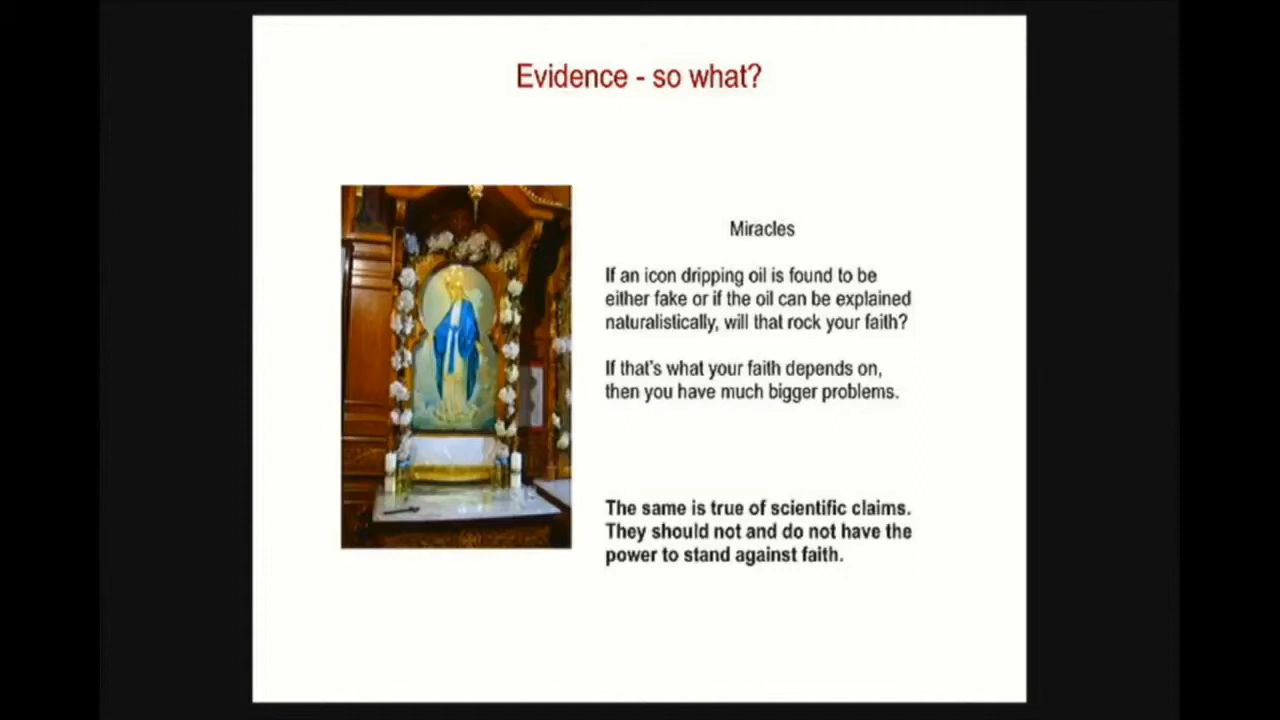 Evidence - so what?
Miracles
If an icon dripping oil is found to be
either fake or if the oil can be explained
naturalistically, will that rock your faith?
If that's what your faith depends on,
then you have much bigger problems.
The same is true of scientific claims.
They should not and do not have the
power to stand against faith.